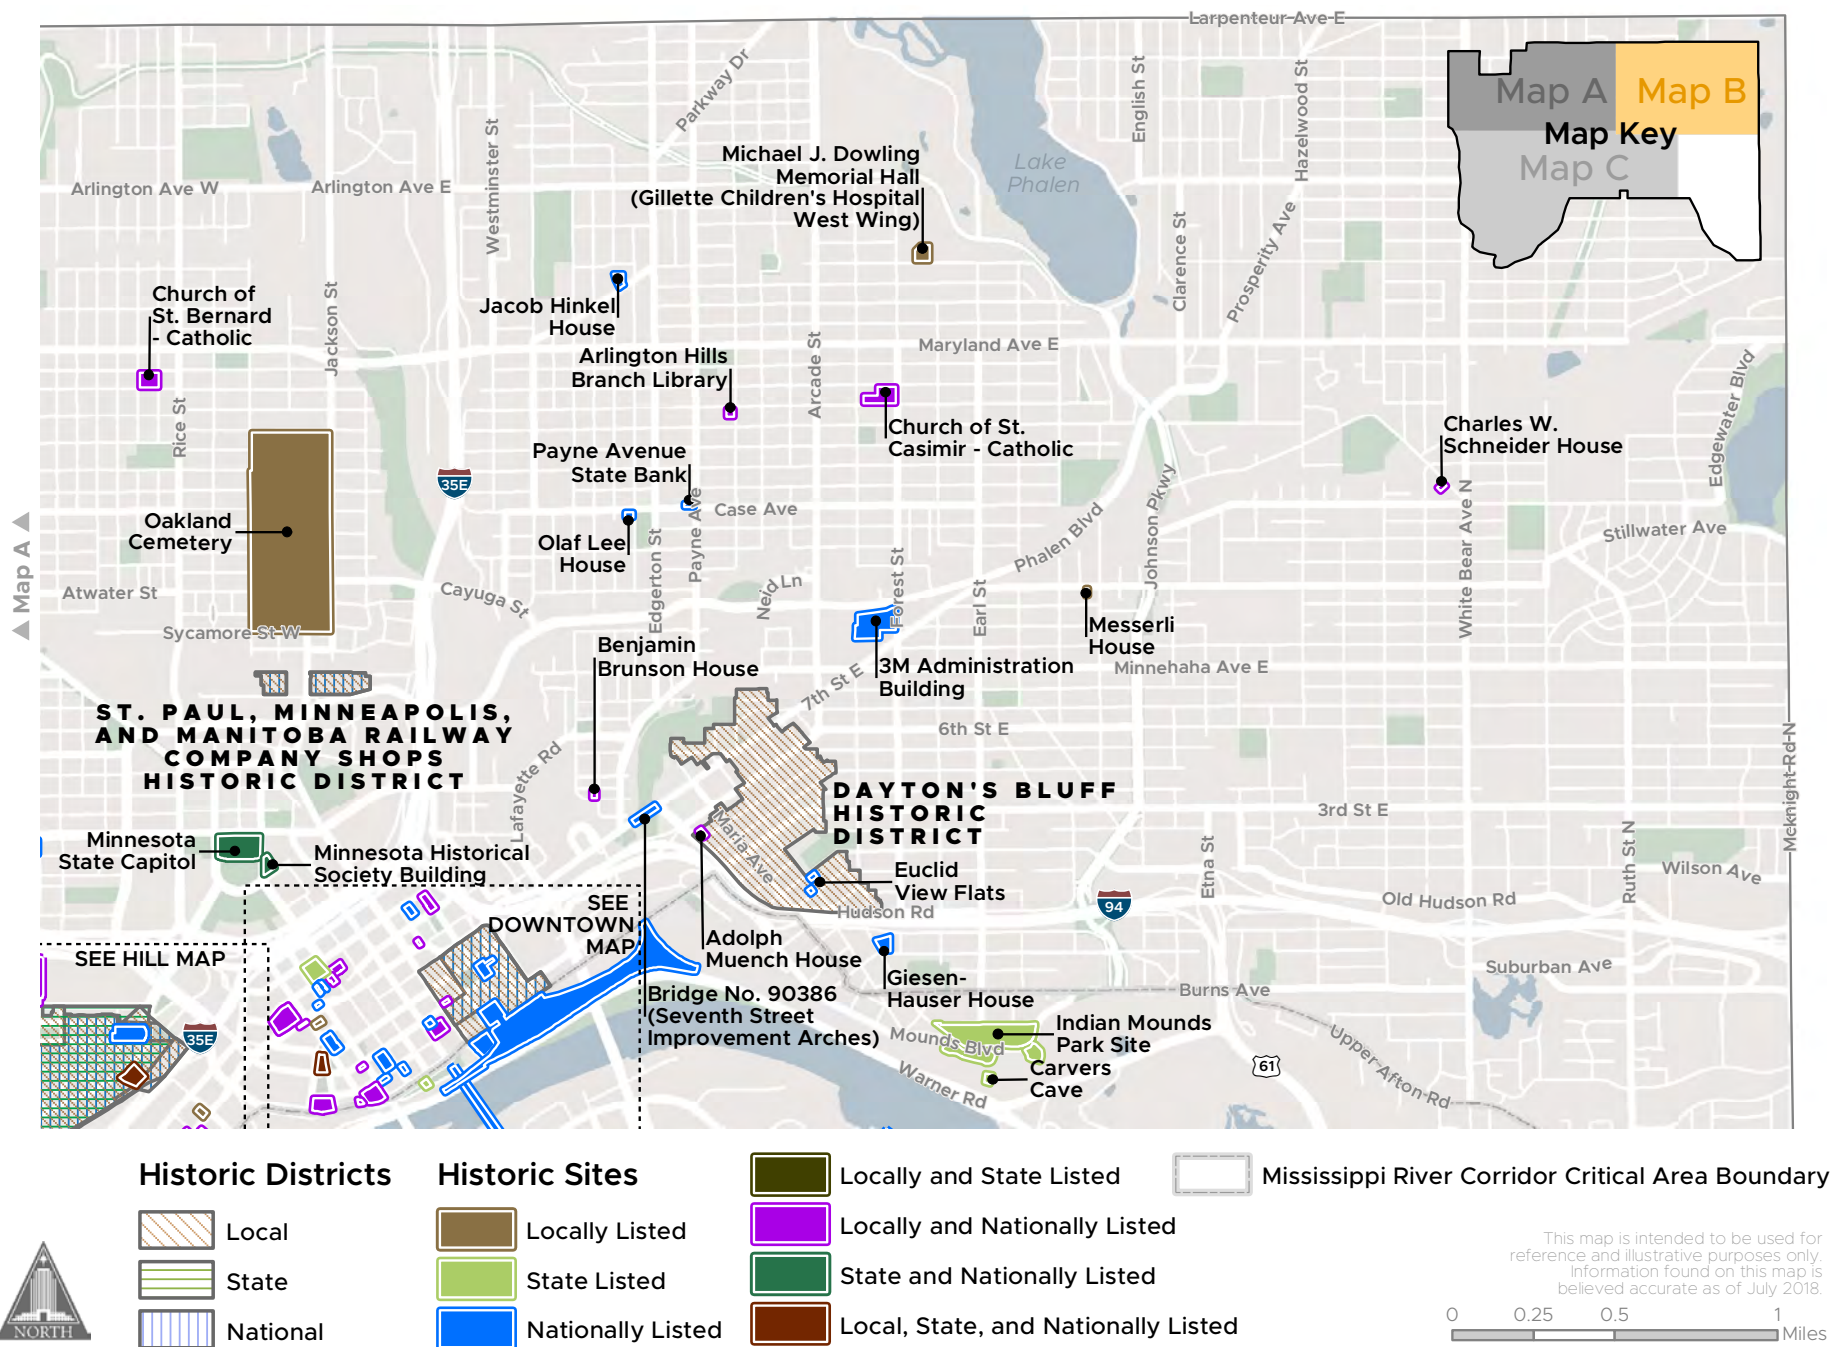 Larpenteur Ave E
Parkway Dr
English St
Hazelwood St
Westminster St
Map A
Map B
Map Key
Map C
Michael J. Dowling
Memorial Hall
(Gillette Children's Hospital
West Wing)
Lake
Phalen
Arlington Ave W
Arlington Ave E
Clarence St
Prosperity Ave
Jacob Hinkel
House
Church of
St. Bernard
- Catholic
Jackson St
Arlington Hills
Branch Library
Arcade St
Maryland Ave E
Edgewater Blvd
Rice St
Church of St.
Casimir - Catholic
Charles W.
Schneider House
Payne Avenue
State Bank
35E
Payne Ave
Case Ave
Oakland
Cemetery
Olaf Lee
House
Edgerton St
Phalen Blvd
Johnson Pkwy
White Bear Ave N
Stillwater Ave
Map A
Atwater St
Cayuga St
Neid Ln
Forest St
Earl St
Sycamore St W
Messerli
House
Benjamin
Brunson House
3M Administration
Building
Minnehaha Ave E
7th St E
ST. PAUL, MINNEAPOLIS,
AND MANITOBA RAILWAY
COMPANY SHOPS
HISTORIC DISTRICT
6th St E
Lafayette Rd
Mcknight Rd N
DAYTON'S BLUFF
HISTORIC
DISTRICT
3rd St E
Maria Ave
Minnesota
State Capitol
Minnesota Historical
Society Building
Euclid
View Flats
Etna St
Ruth St N
Wilson Ave
SEE
DOWNTOWN
MAP
Hudson Rd
94
Old Hudson Rd
SEE HILL MAP
Adolph
Muench House
Giesen-
Hauser House
Suburban Ave
Burns Ave
Bridge No. 90386
(Seventh Street
Improvement Arches)
35E
Mounds Blvd
Indian Mounds
Park Site
Carvers
Cave
Warner Rd
61
Upper Afton Rd
Historic Districts
Local
State
National
Historic Sites
Locally Listed
State Listed
Nationally Listed
Locally and State Listed
Locally and Nationally Listed
State and Nationally Listed
Local, State, and Nationally Listed
Mississippi River Corridor Critical Area Boundary
This map is intended to be used for
reference and illustrative purposes only.
Information found on this map is
believed accurate as of July 2018.
0 0.25 0.5 1
Miles
NORTH